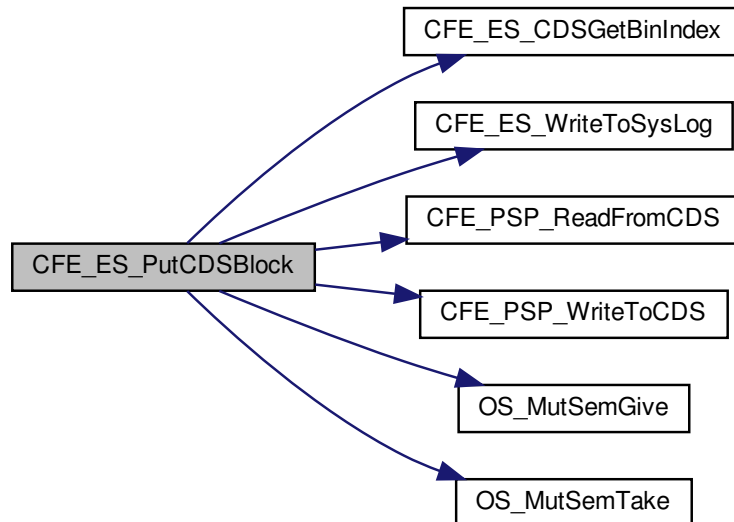 CFE_ES_CDSGetBinIndex
CFE_ES_WriteToSysLog
CFE_PSP_ReadFromCDS
CFE_ES_PutCDSBlock
CFE_PSP_WriteToCDS
OS_MutSemGive
OS_MutSemTake